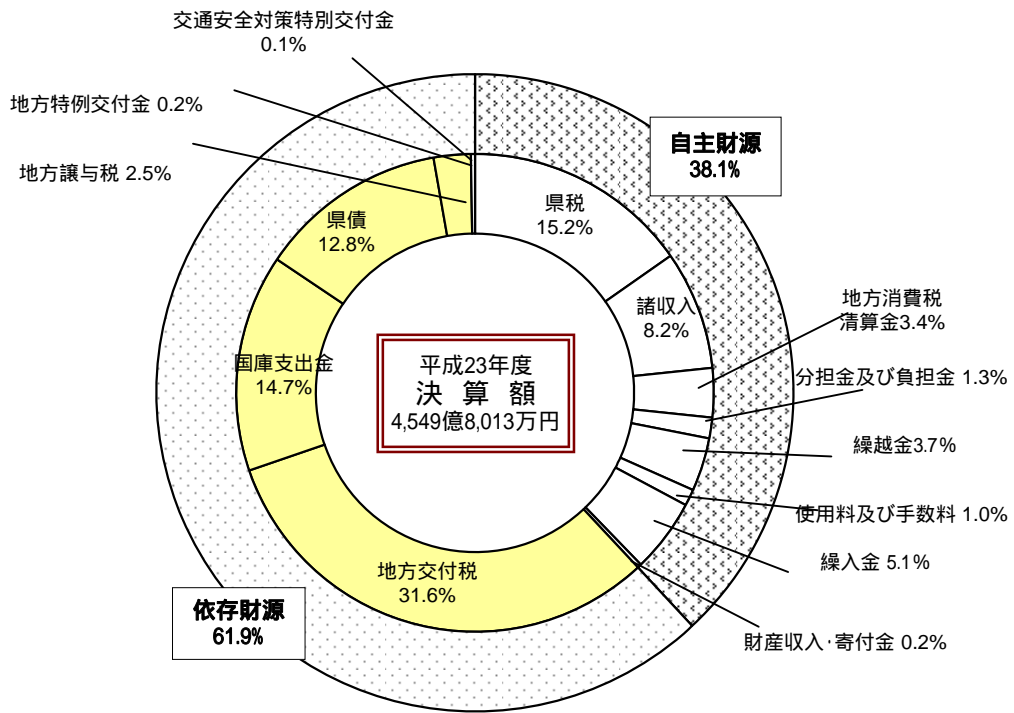 交通安全対策特別交付金
0.1%
地方特例交付金 0.2%
地方譲与税 2.5%
自主財源
38.1%
県税
15.2%
県債
12.8%
諸収入
8.2%
地方消費税
清算金3.4%
国庫支出金
14.7%
平成23年度
決 算 額
4,549億8,013万円
分担金及び負担金 1.3%
繰越金3.7%
使用料及び手数料 1.0%
繰入金 5.1%
地方交付税
31.6%
依存財源
61.9%
財産収入・寄付金 0.2%